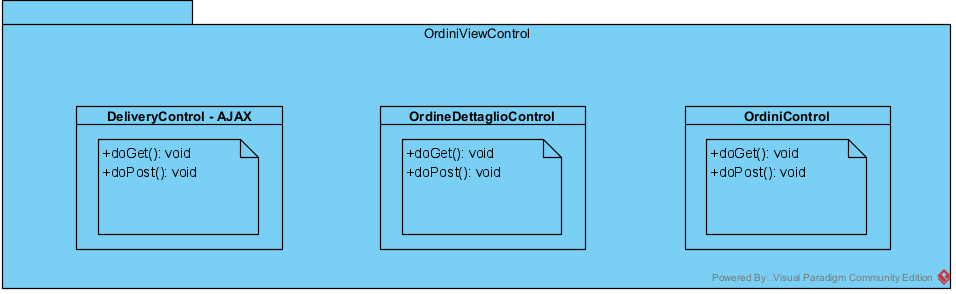 OrdiniViewControl
DeliveryControl - AJAX
+doGet(): void
+doPost(): void
OrdineDettaglioControl
+doGet(): void
+doPost(): void
OrdiniControl
+doGet(): void
+doPost(): void
Powered By Visual Paradigm Community Edition